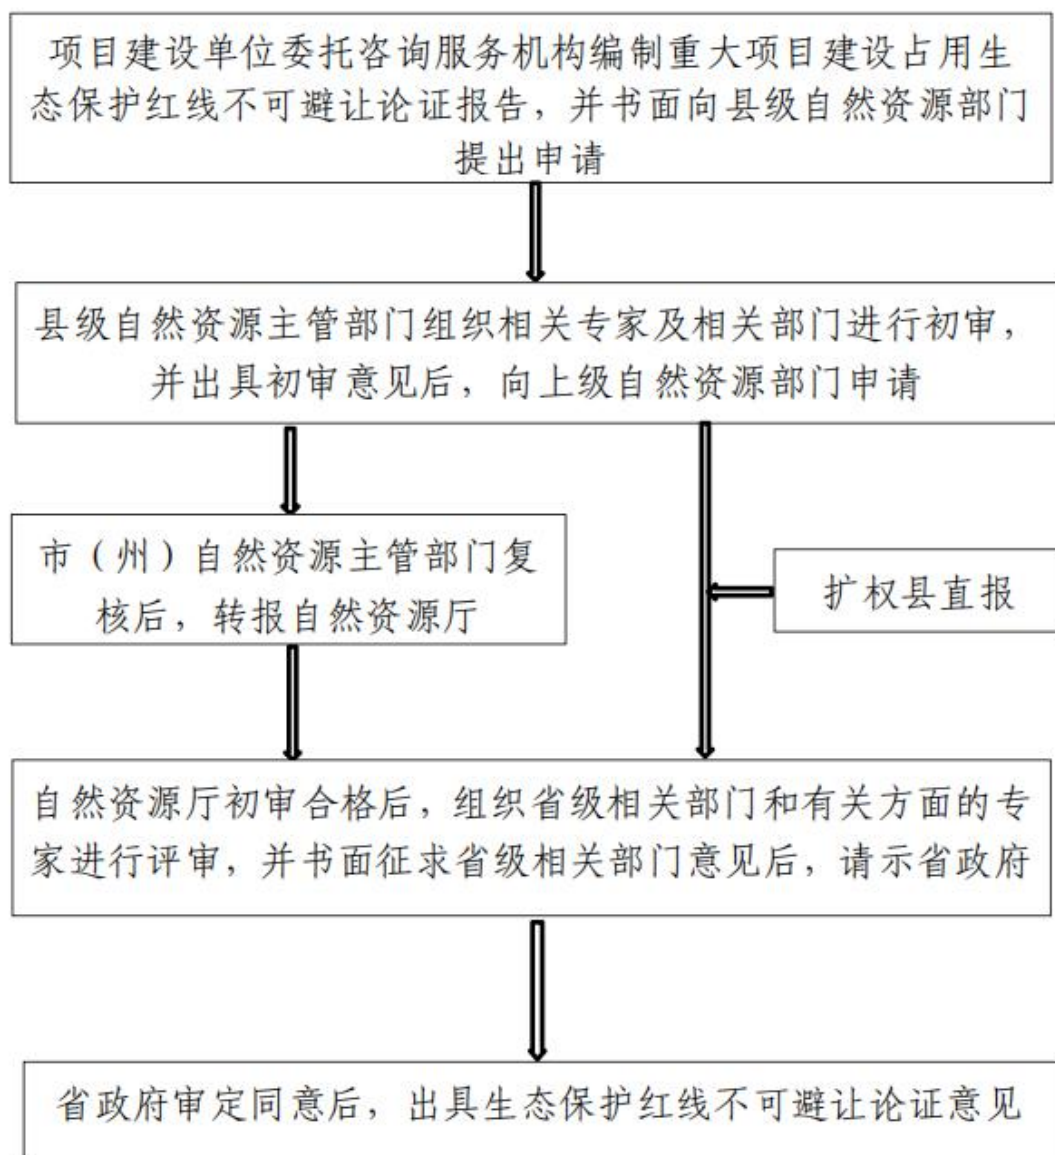 项目建设单位委托咨询服务机构编制重大项目建设占用生
态保护红线不可避让论证报告，并书面向县级自然资源部门
提出申请
县级自然资源主管部门组织相关专家及相关部门进行初审，
并出具初审意见后，向上级自然资源部门申请
市（州）自然资源主管部门复
核后，转报自然资源厅
扩权县直报
自然资源厅初审合格后，组织省级相关部门和有关方面的专
家进行评审，并书面征求省级相关部门意见后，请示省政府
省政府审定同意后，出具生态保护红线不可避让论证意见